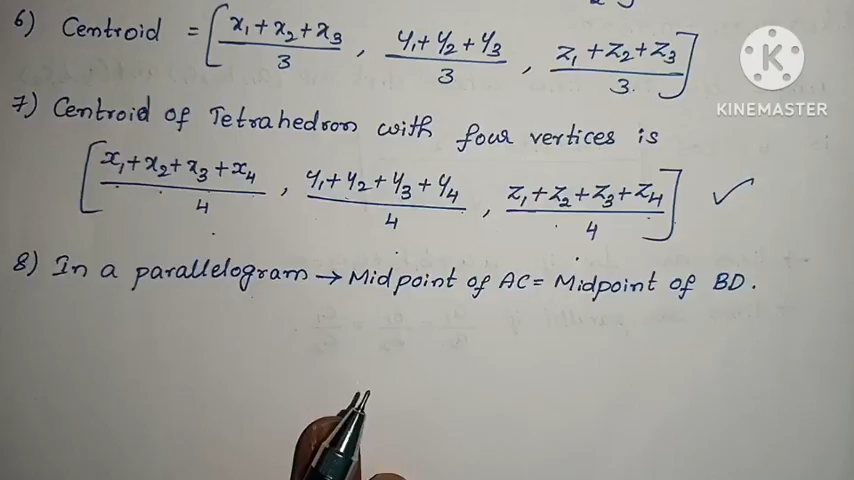 6) Centroid = [ (x₁+x₂+x₃)/3 , (y₁+y₂+y₃)/3 , (z₁+z₂+z₃)/3 ]
KINEMASTER
7) Centroid of Tetrahedron with four vertices is
[ (x₁+x₂+x₃+x₄)/4 , (y₁+y₂+y₃+y₄)/4 , (z₁+z₂+z₃+z₄)/4 ] ✓
8) In a parallelogram → Midpoint of AC = Midpoint of BD.